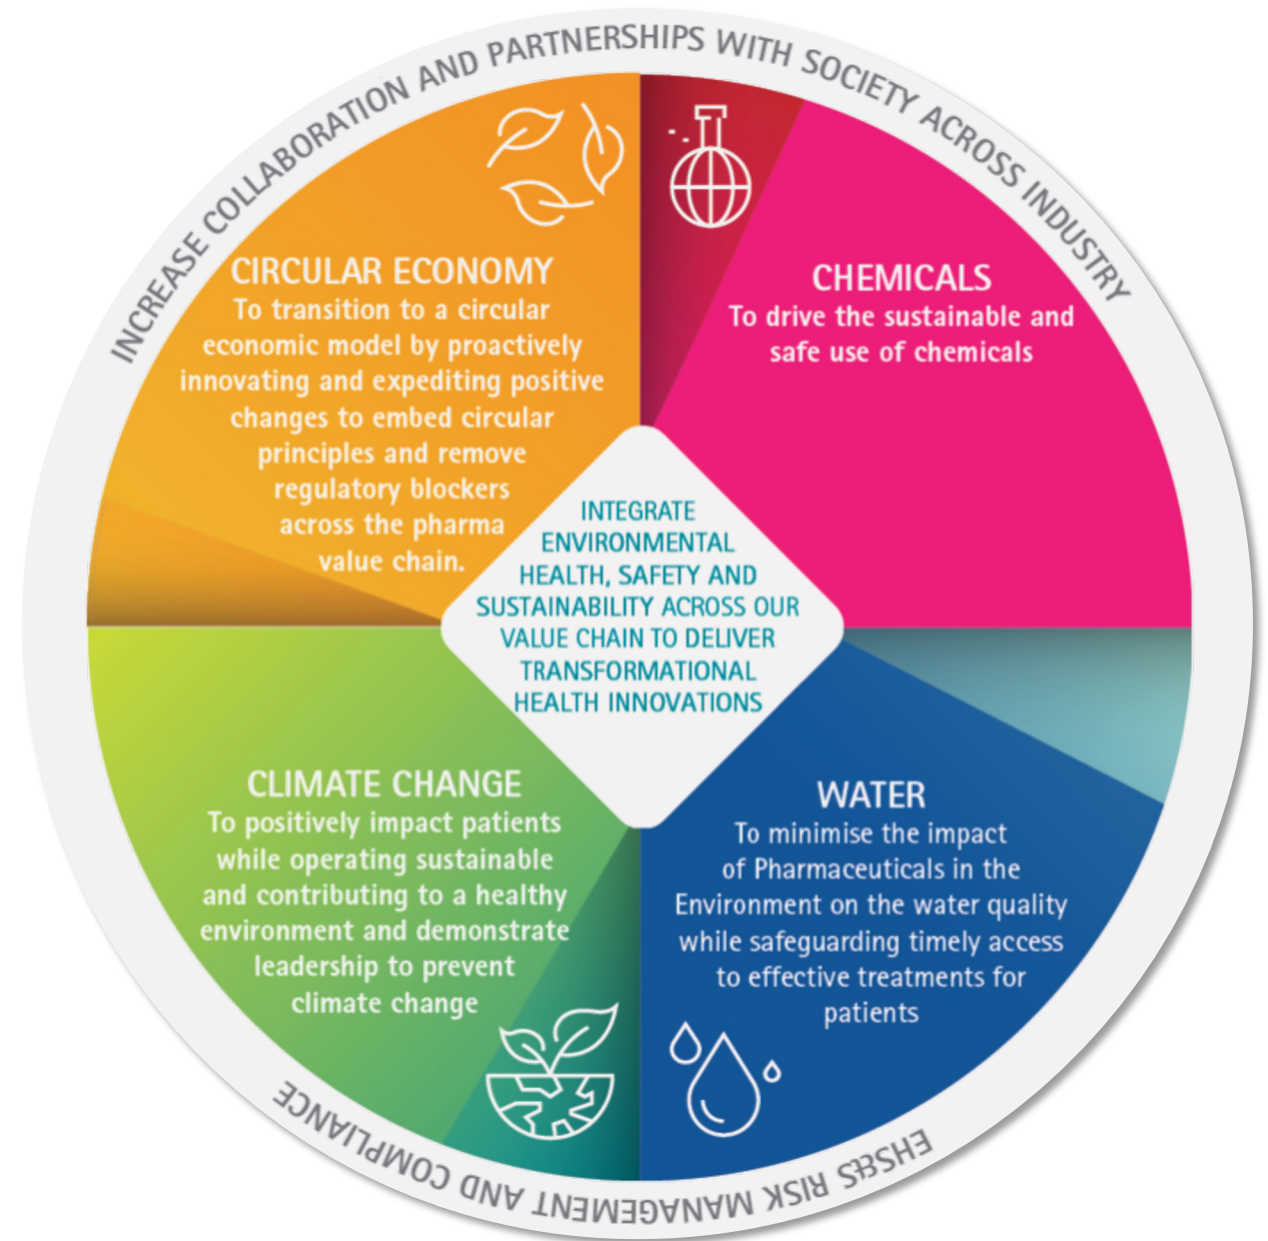 INCREASE COLLABORATION AND PARTNERSHIPS WITH SOCIETY ACROSS INDUSTRY
CIRCULAR ECONOMY
To transition to a circular
economic model by proactively
innovating and expediting positive
changes to embed circular
principles and remove
regulatory blockers
across the pharma
value chain.
CHEMICALS
To drive the sustainable and
safe use of chemicals
INTEGRATE
ENVIRONMENTAL
HEALTH, SAFETY AND
SUSTAINABILITY ACROSS OUR
VALUE CHAIN TO DELIVER
TRANSFORMATIONAL
HEALTH INNOVATIONS
CLIMATE CHANGE
To positively impact patients
while operating sustainable
and contributing to a healthy
environment and demonstrate
leadership to prevent
climate change
WATER
To minimise the impact
of Pharmaceuticals in the
Environment on the water quality
while safeguarding timely access
to effective treatments for
patients
EHS&S RISK MANAGEMENT AND COMPLIANCE